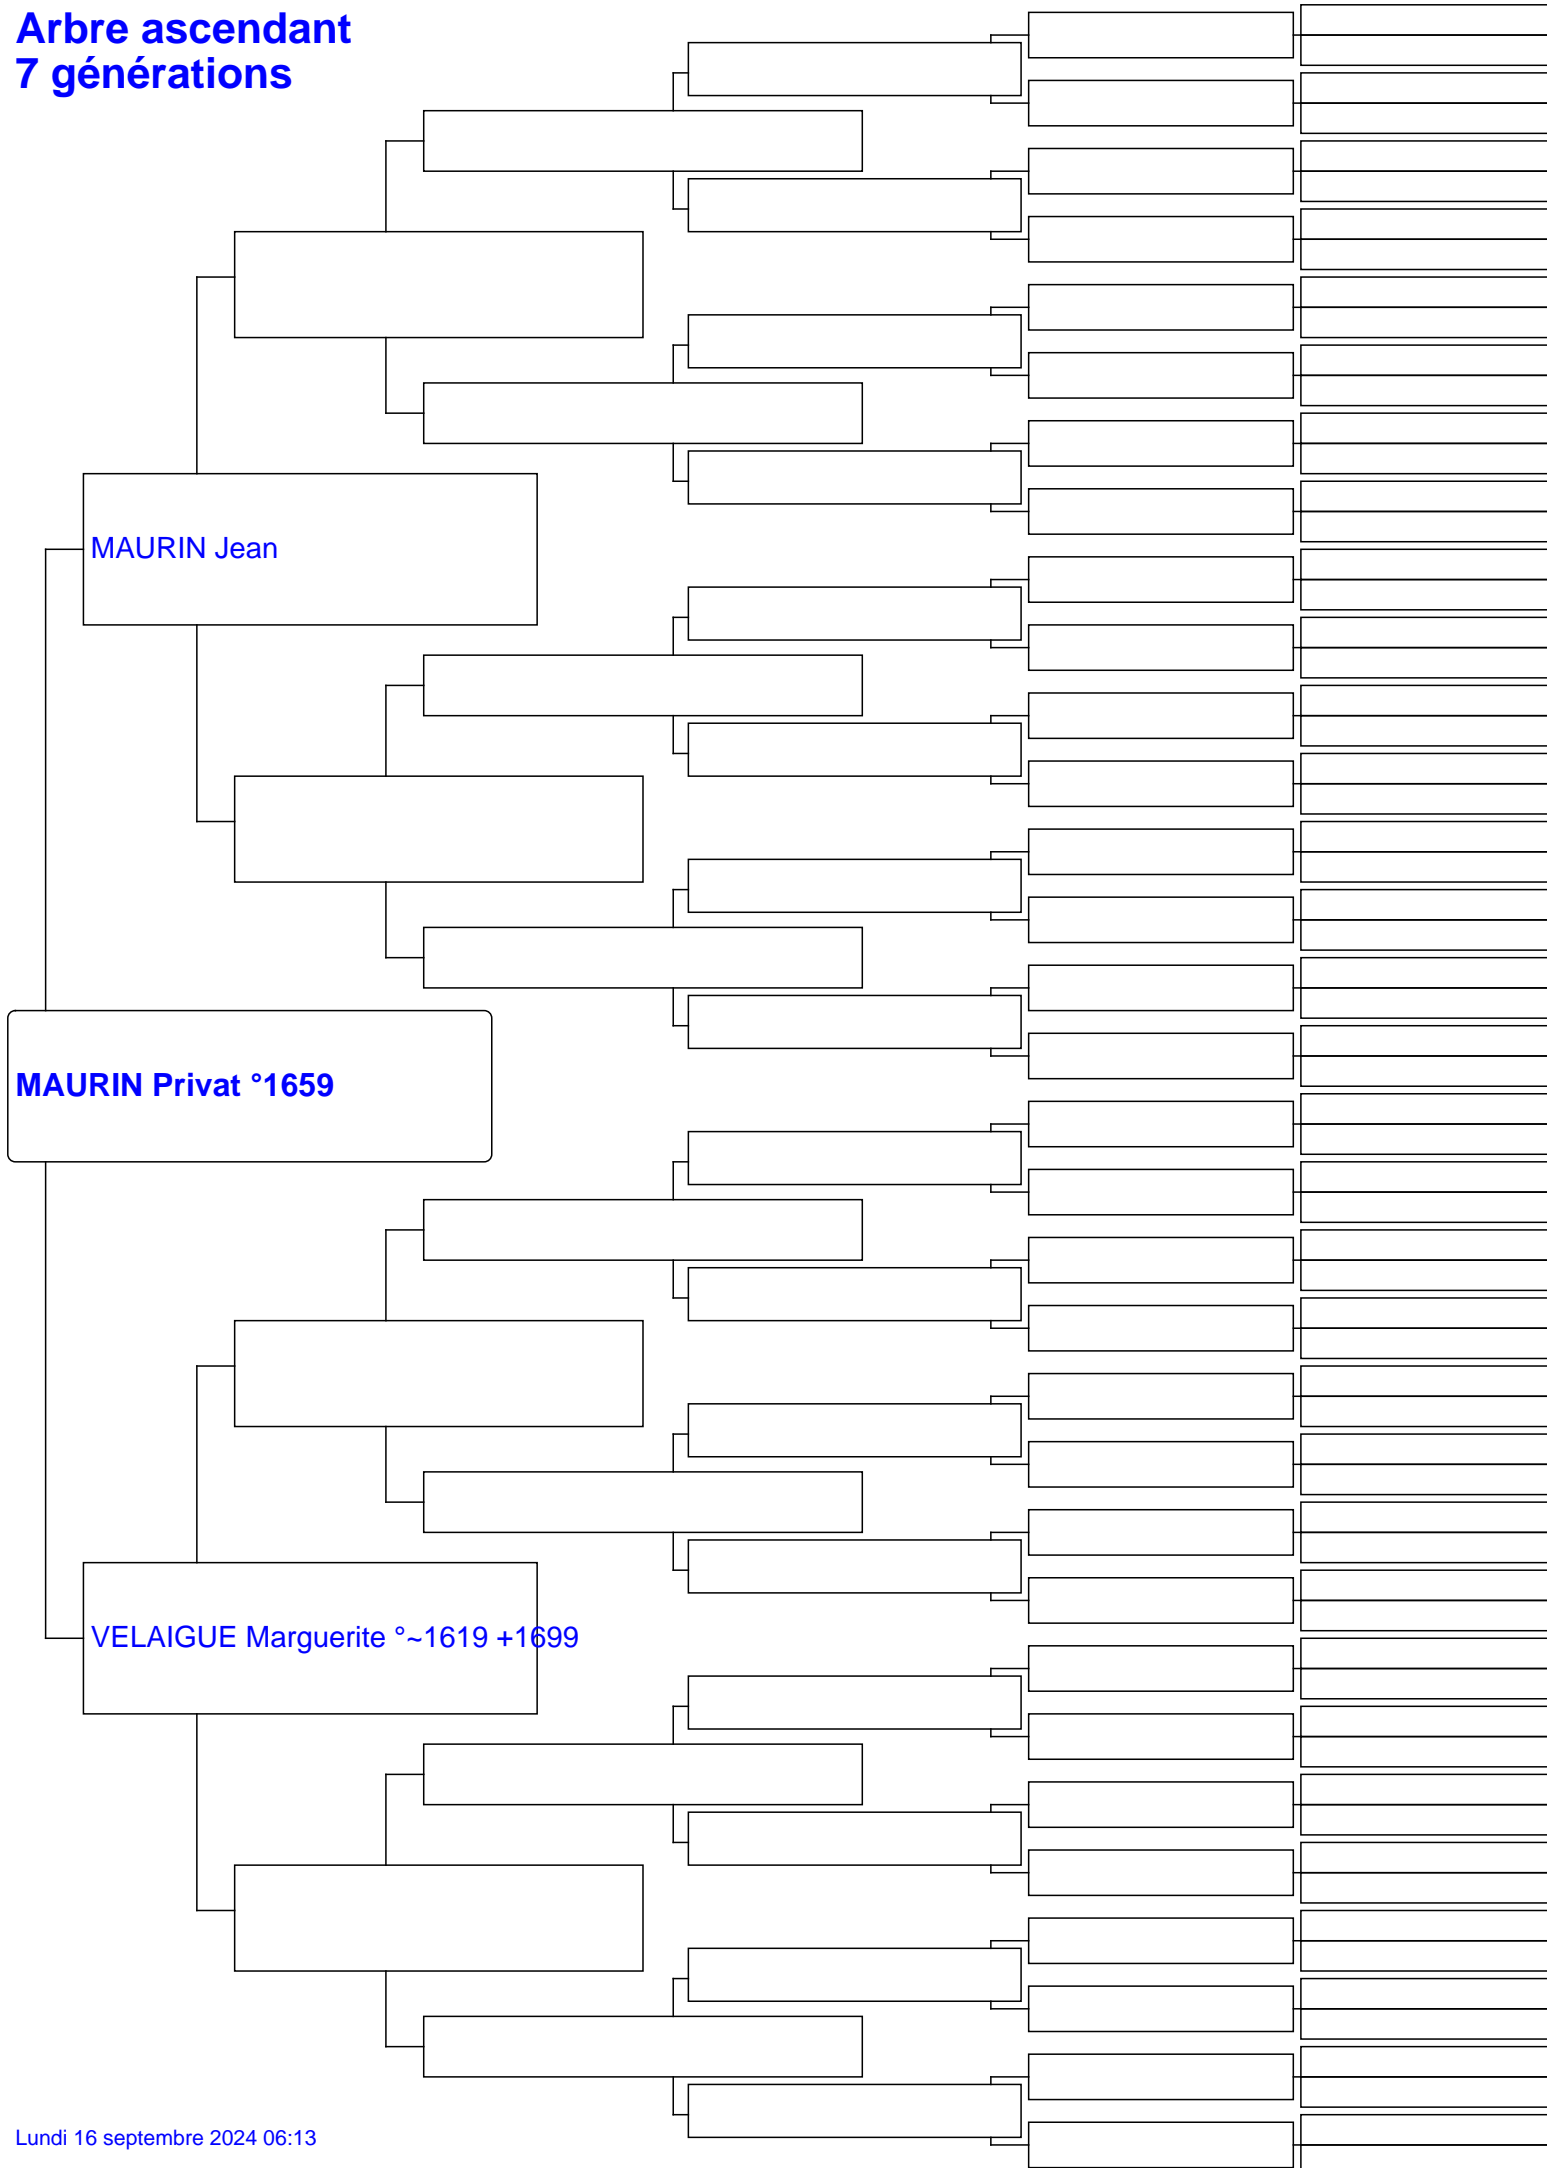 Arbre ascendant
7 générations
MAURIN Jean
MAURIN Privat °1659
VELAIGUE Marguerite °~1619 +1699
Lundi 16 septembre 2024 06:13